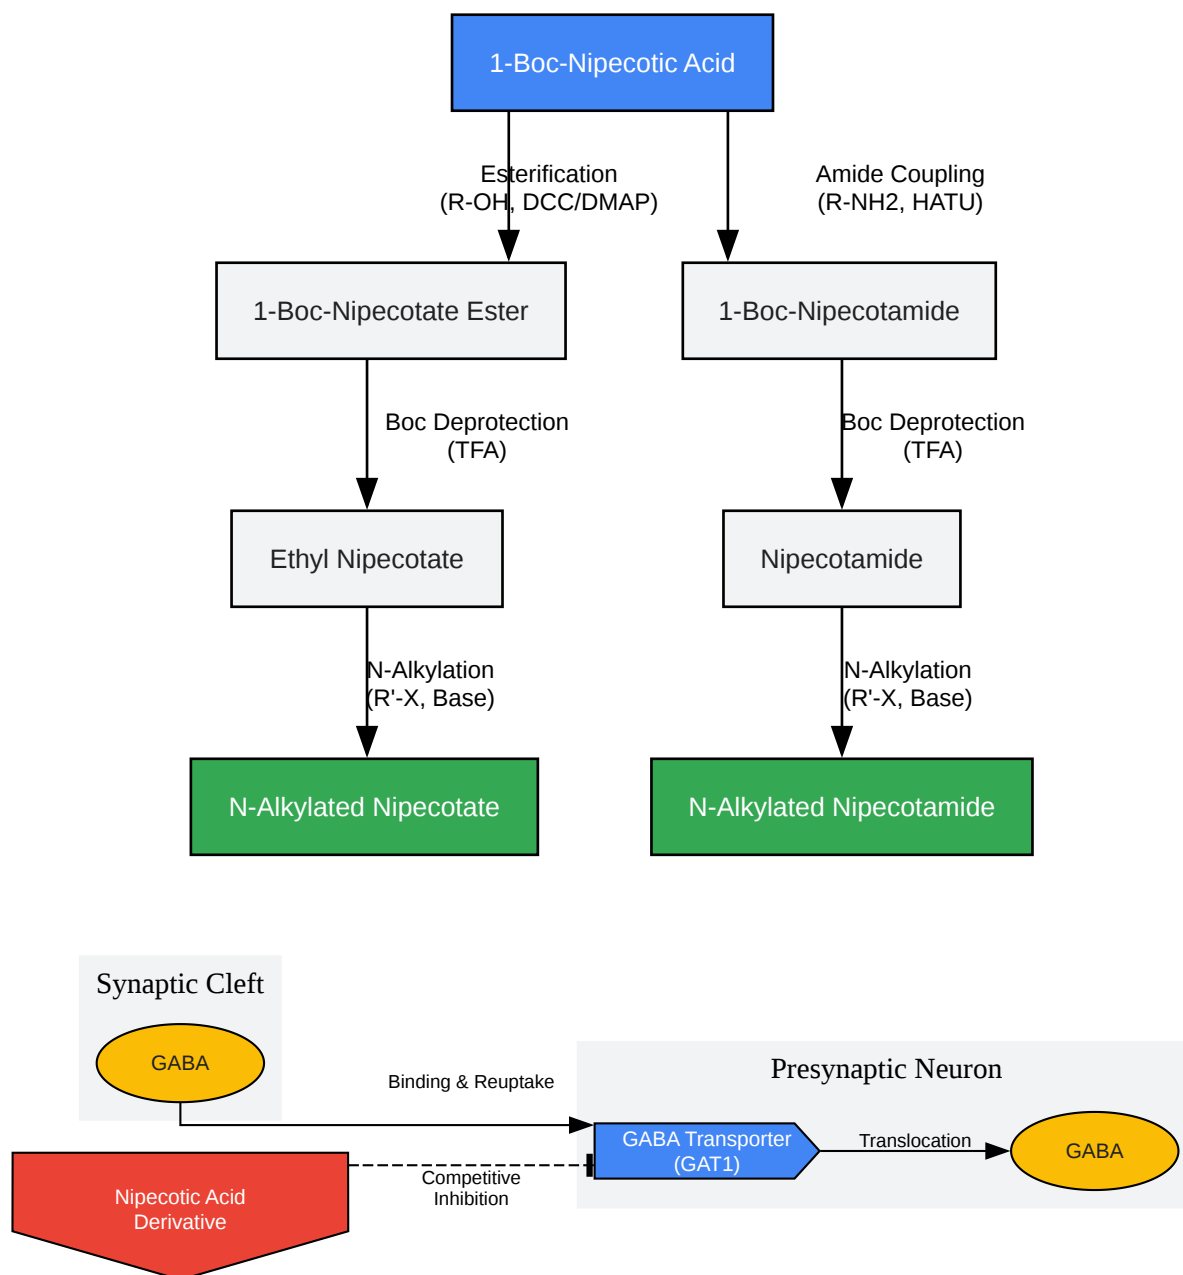 1-Boc-Nipecotic Acid
Esterification
(R-OH, DCC/DMAP)
Amide Coupling
(R-NH2, HATU)
1-Boc-Nipecotate Ester
1-Boc-Nipecotamide
Boc Deprotection
(TFA)
Boc Deprotection
(TFA)
Ethyl Nipecotate
Nipecotamide
N-Alkylation
(R'-X, Base)
N-Alkylation
(R'-X, Base)
N-Alkylated Nipecotate
N-Alkylated Nipecotamide
Synaptic Cleft
GABA
Binding & Reuptake
Presynaptic Neuron
GABA Transporter
(GAT1)
Translocation
GABA
Competitive
Inhibition
Nipecotic Acid
Derivative